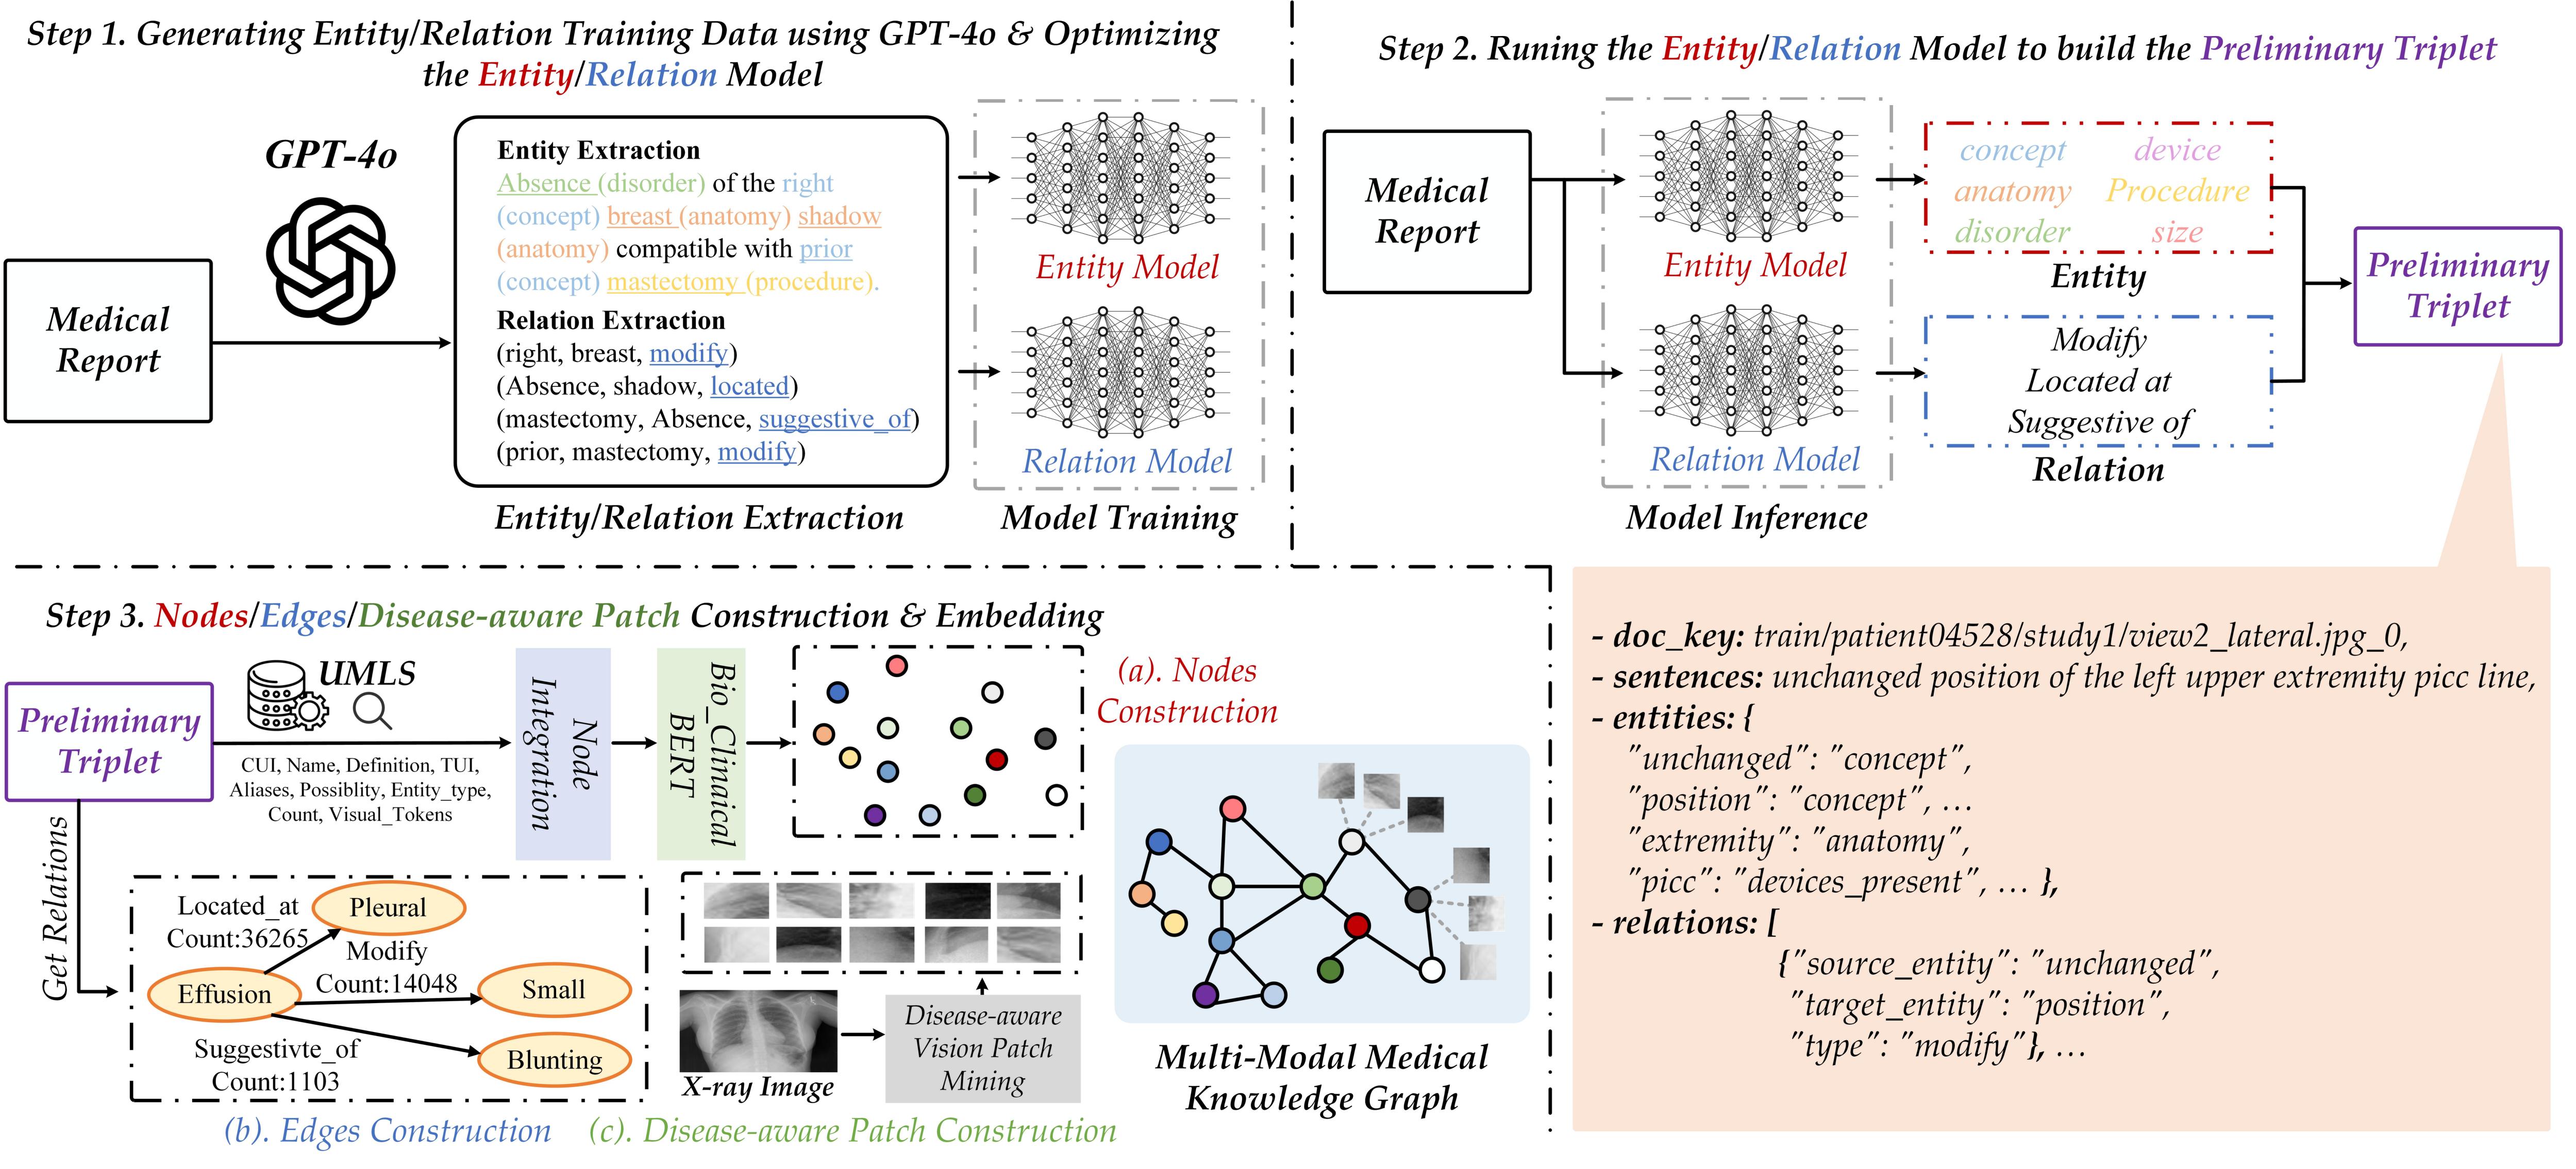 Step 1. Generating Entity/Relation Training Data using GPT-4o & Optimizing
the Entity/Relation Model
GPT-4o
Medical
Report
Entity Extraction
Absence (disorder) of the right
(concept) breast (anatomy) shadow
(anatomy) compatible with prior
(concept) mastectomy (procedure).
Relation Extraction
(right, breast, modify)
(Absence, shadow, located)
(mastectomy, Absence, suggestive_of)
(prior, mastectomy, modify)
Entity/Relation Extraction
Entity Model
Relation Model
Model Training
Step 2. Runing the Entity/Relation Model to build the Preliminary Triplet
Medical
Report
Entity Model
Relation Model
Model Inference
concept device
anatomy Procedure
disorder size
Entity
Modify
Located at
Suggestive of
Relation
Preliminary
Triplet
- doc_key: train/patient04528/study1/view2_lateral.jpg_0,
- sentences: unchanged position of the left upper extremity picc line,
- entities: {
"unchanged": "concept",
"position": "concept", ...
"extremity": "anatomy",
"picc": "devices_present", ... },
- relations: [
{"source_entity": "unchanged",
"target_entity": "position",
"type": "modify"}, ...
Step 3. Nodes/Edges/Disease-aware Patch Construction & Embedding
Preliminary
Triplet
UMLS
CUI, Name, Definition, TUI,
Aliases, Possiblity, Entity_type,
Count, Visual_Tokens
Node
Integration
Bio_Clinaical
BERT
(a). Nodes
Construction
Get Relations
Located_at
Count:36265
Pleural
Modify
Count:14048
Effusion
Small
Suggestivte_of
Count:1103
Blunting
(b). Edges Construction
X-ray Image
Disease-aware
Vision Patch
Mining
(c). Disease-aware Patch Construction
Multi-Modal Medical
Knowledge Graph